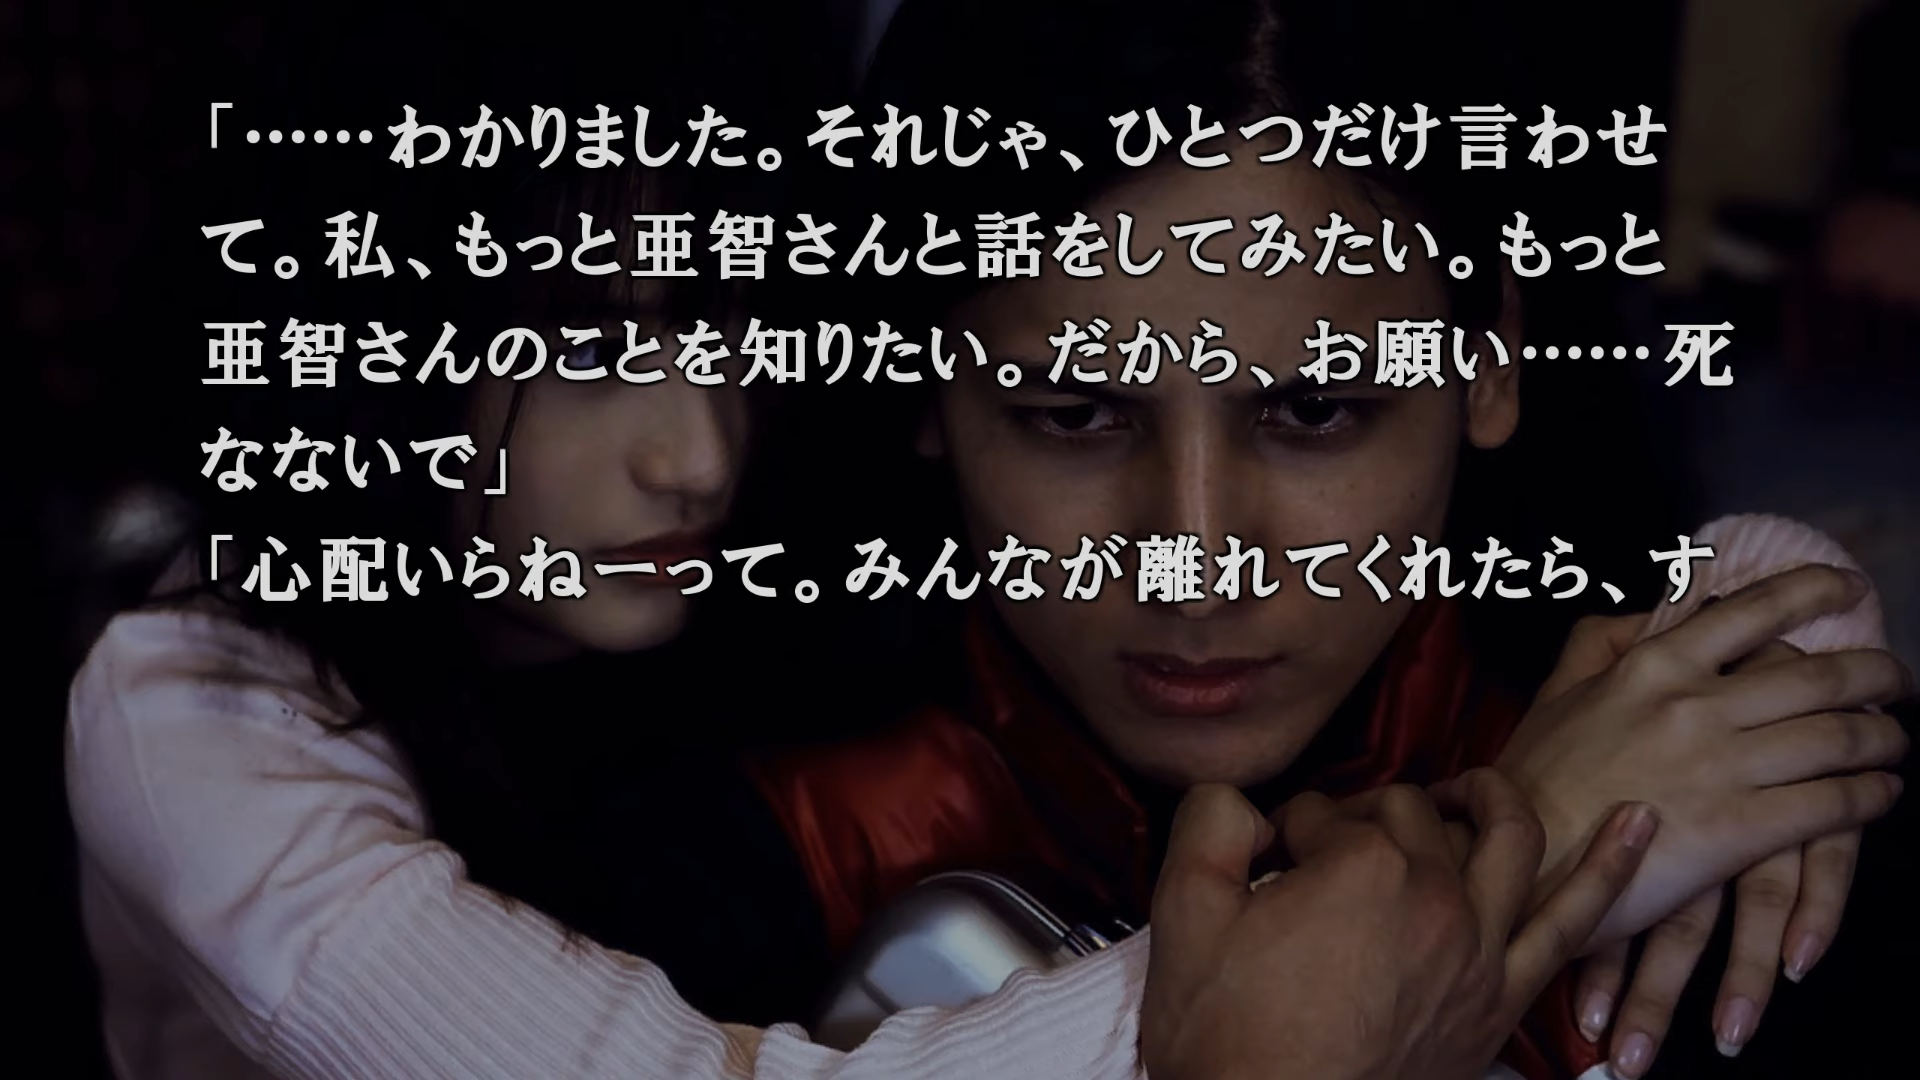 「……わかりました。それじゃ、ひとつだけ言わせ
て。私、もっと亜智さんと話をしてみたい。もっと
亜智さんのことを知りたい。だから、お願い……死
なないで」
「心配いらねーって。みんなが離れてくれたら、す